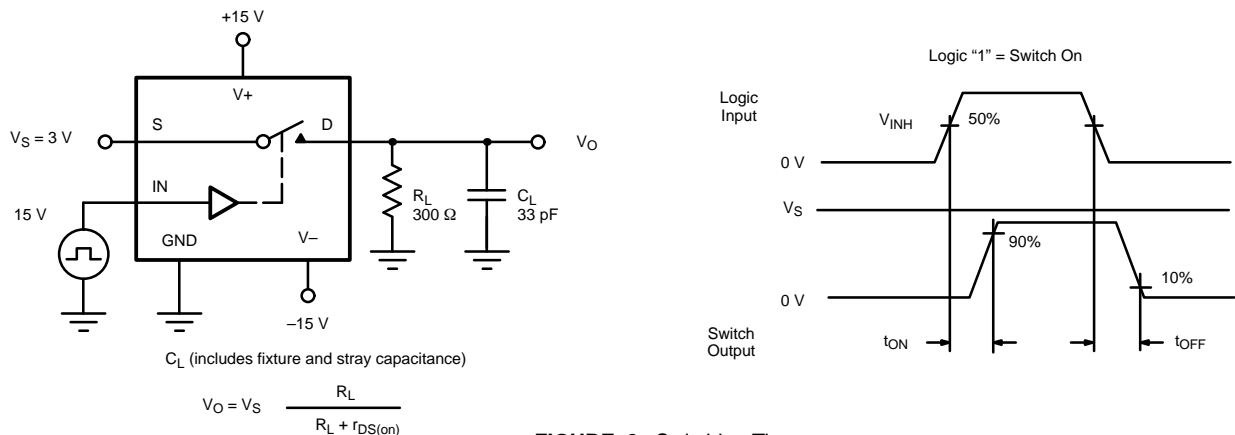 +15 V
V+
S
D
V_S = 3 V
V_O
IN
15 V
R_L
300 Ω
C_L
33 pF
GND
V–
–15 V
C_L (includes fixture and stray capacitance)
V_O = V_S
R_L
R_L + r_DS(on)
Logic “1” = Switch On
Logic
Input
V_INH
50%
0 V
V_S
90%
10%
0 V
Switch
Output
t_ON
t_OFF